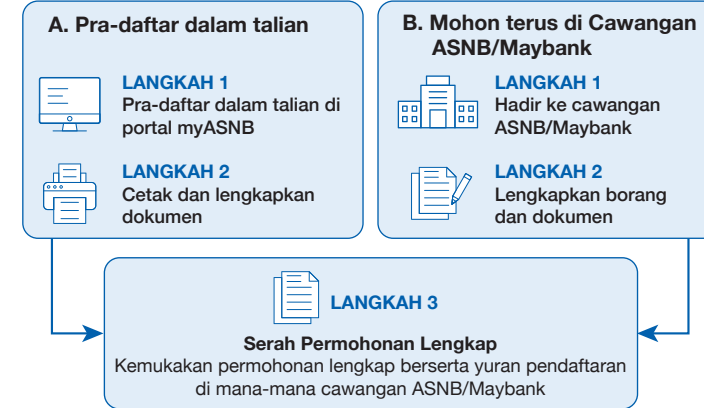 A. Pra-daftar dalam talian
LANGKAH 1
Pra-daftar dalam talian di
portal myASNB
LANGKAH 2
Cetak dan lengkapkan
dokumen
B. Mohon terus di Cawangan
ASNB/Maybank
LANGKAH 1
Hadir ke cawangan
ASNB/Maybank
LANGKAH 2
Lengkapkan borang
dan dokumen
LANGKAH 3
Serah Permohonan Lengkap
Kemukakan permohonan lengkap berserta yuran pendaftaran
di mana-mana cawangan ASNB/Maybank